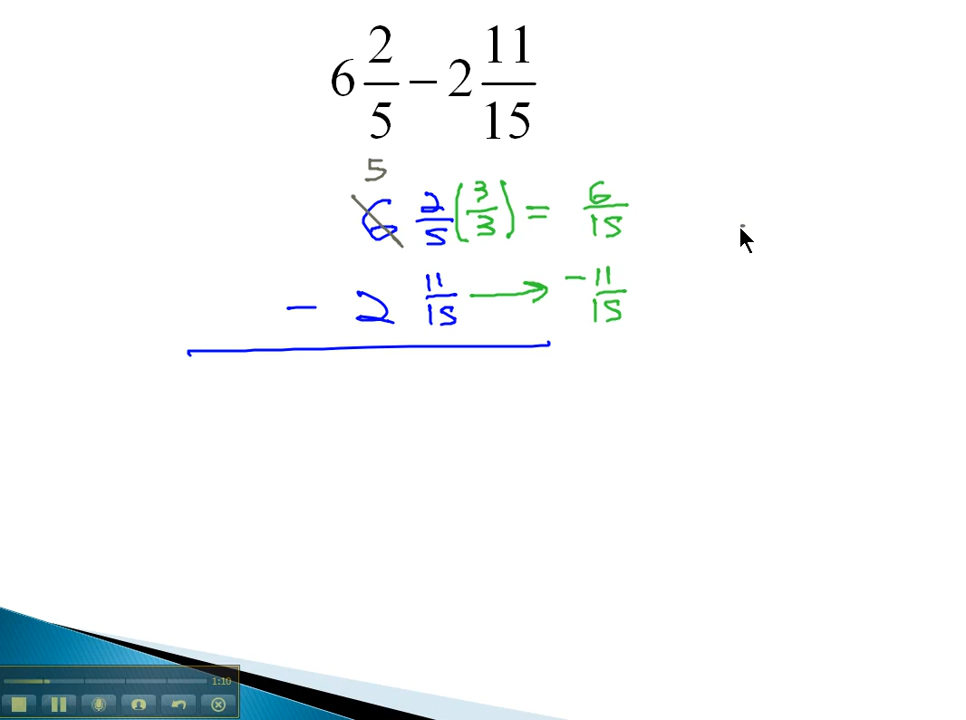 6 2/5 − 2 11/15
5
6 2/5 (3/3) = 6/15
− 2 11/15 → − 11/15
1:10